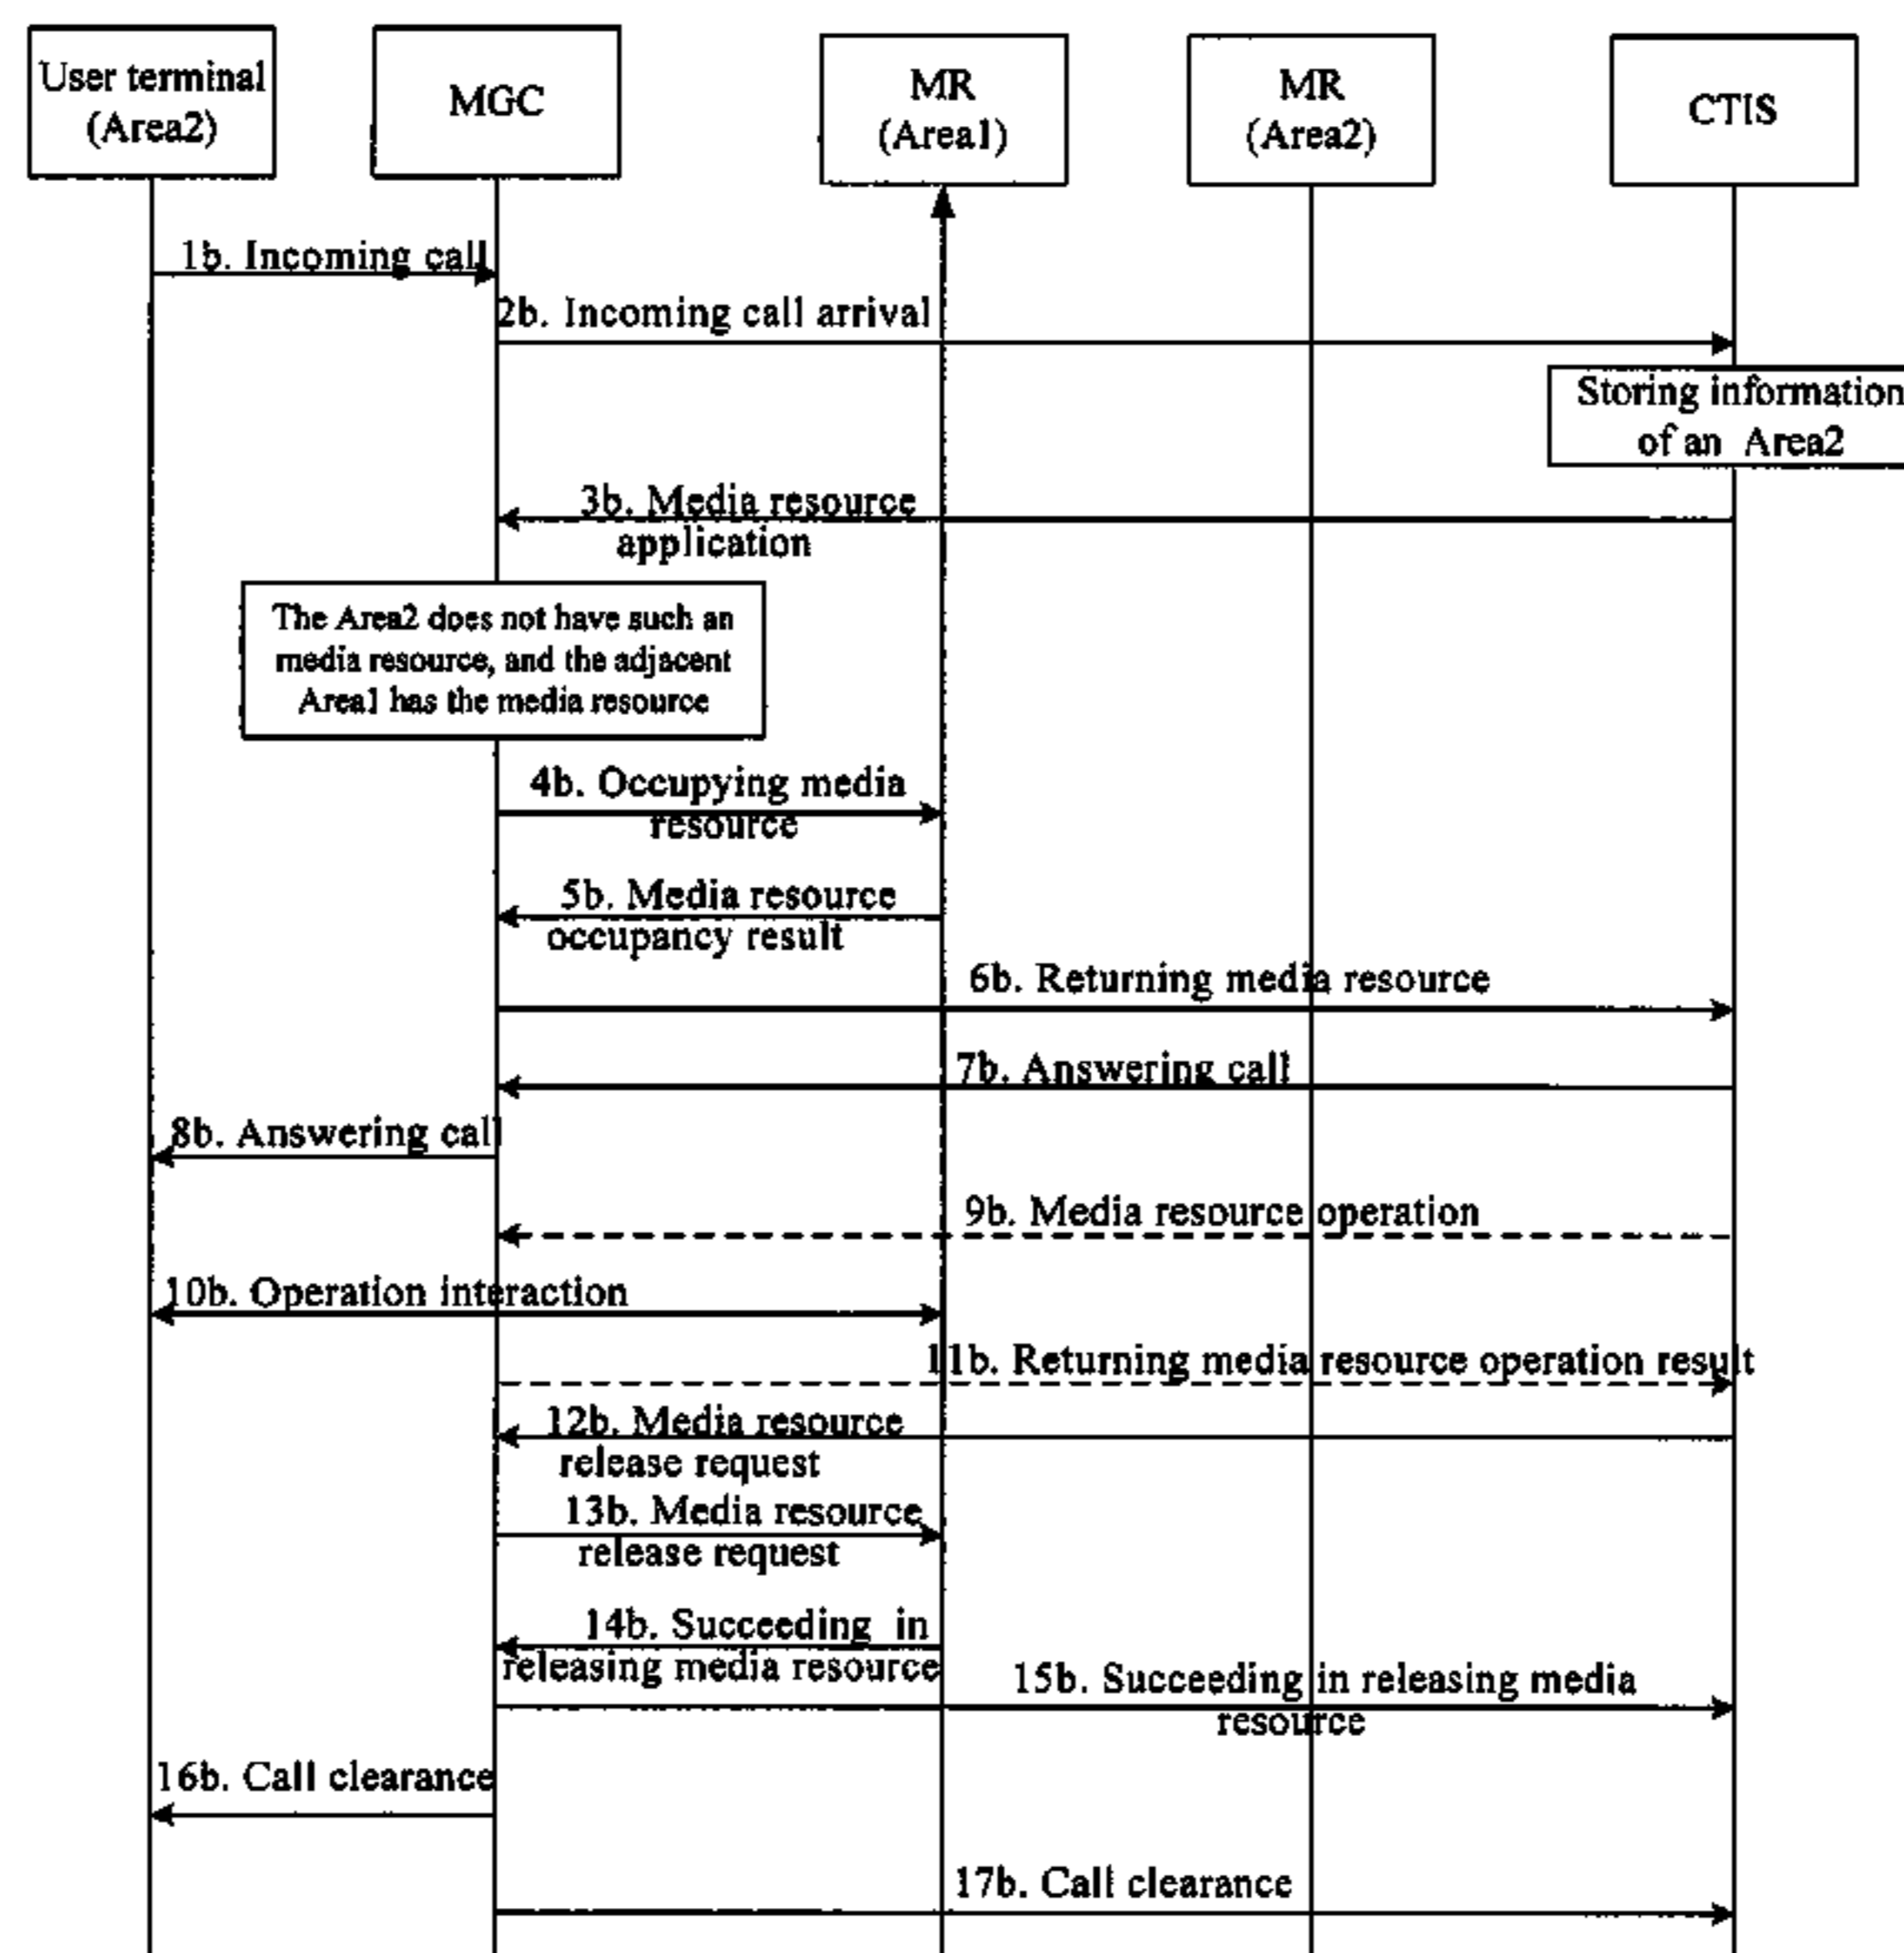 User terminal
(Area2)
MGC
MR
(Area1)
MR
(Area2)
CTIS
1b. Incoming call
2b. Incoming call arrival
Storing information
of an Area2
3b. Media resource
application
The Area2 does not have such an
media resource, and the adjacent
Area1 has the media resource
4b. Occupying media
resource
5b. Media resource
occupancy result
6b. Returning media resource
7b. Answering call
8b. Answering call
9b. Media resource operation
10b. Operation interaction
11b. Returning media resource operation result
12b. Media resource
release request
13b. Media resource
release request
14b. Succeeding in
releasing media resource
15b. Succeeding in releasing media
resource
16b. Call clearance
17b. Call clearance